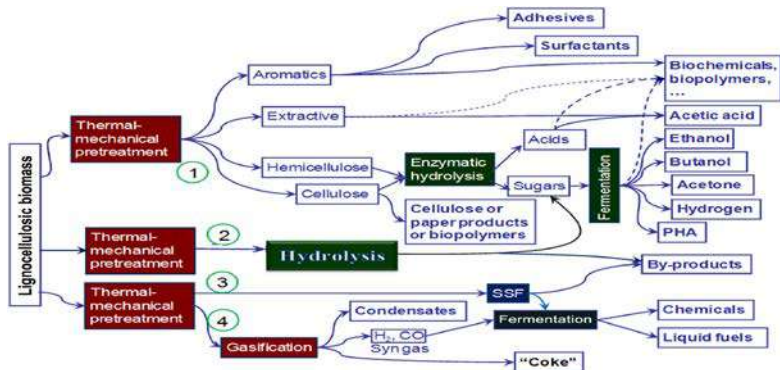 Lignocellulosic biomass
Thermal-
mechanical
pretreatment
1
Aromatics
Adhesives
Surfactants
Biochemicals,
biopolymers,
...
Extractive
Acetic acid
Hemicellulose
Cellulose
Enzymatic
hydrolysis
Acids
Sugars
Fermentation
Ethanol
Butanol
Acetone
Hydrogen
PHA
Cellulose or
paper products
or biopolymers
Thermal-
mechanical
pretreatment
2
Hydrolysis
By-products
Thermal-
mechanical
pretreatment
3
SSF
4
Gasification
Condensates
H2, CO
Syngas
Fermentation
Chemicals
Liquid fuels
"Coke"